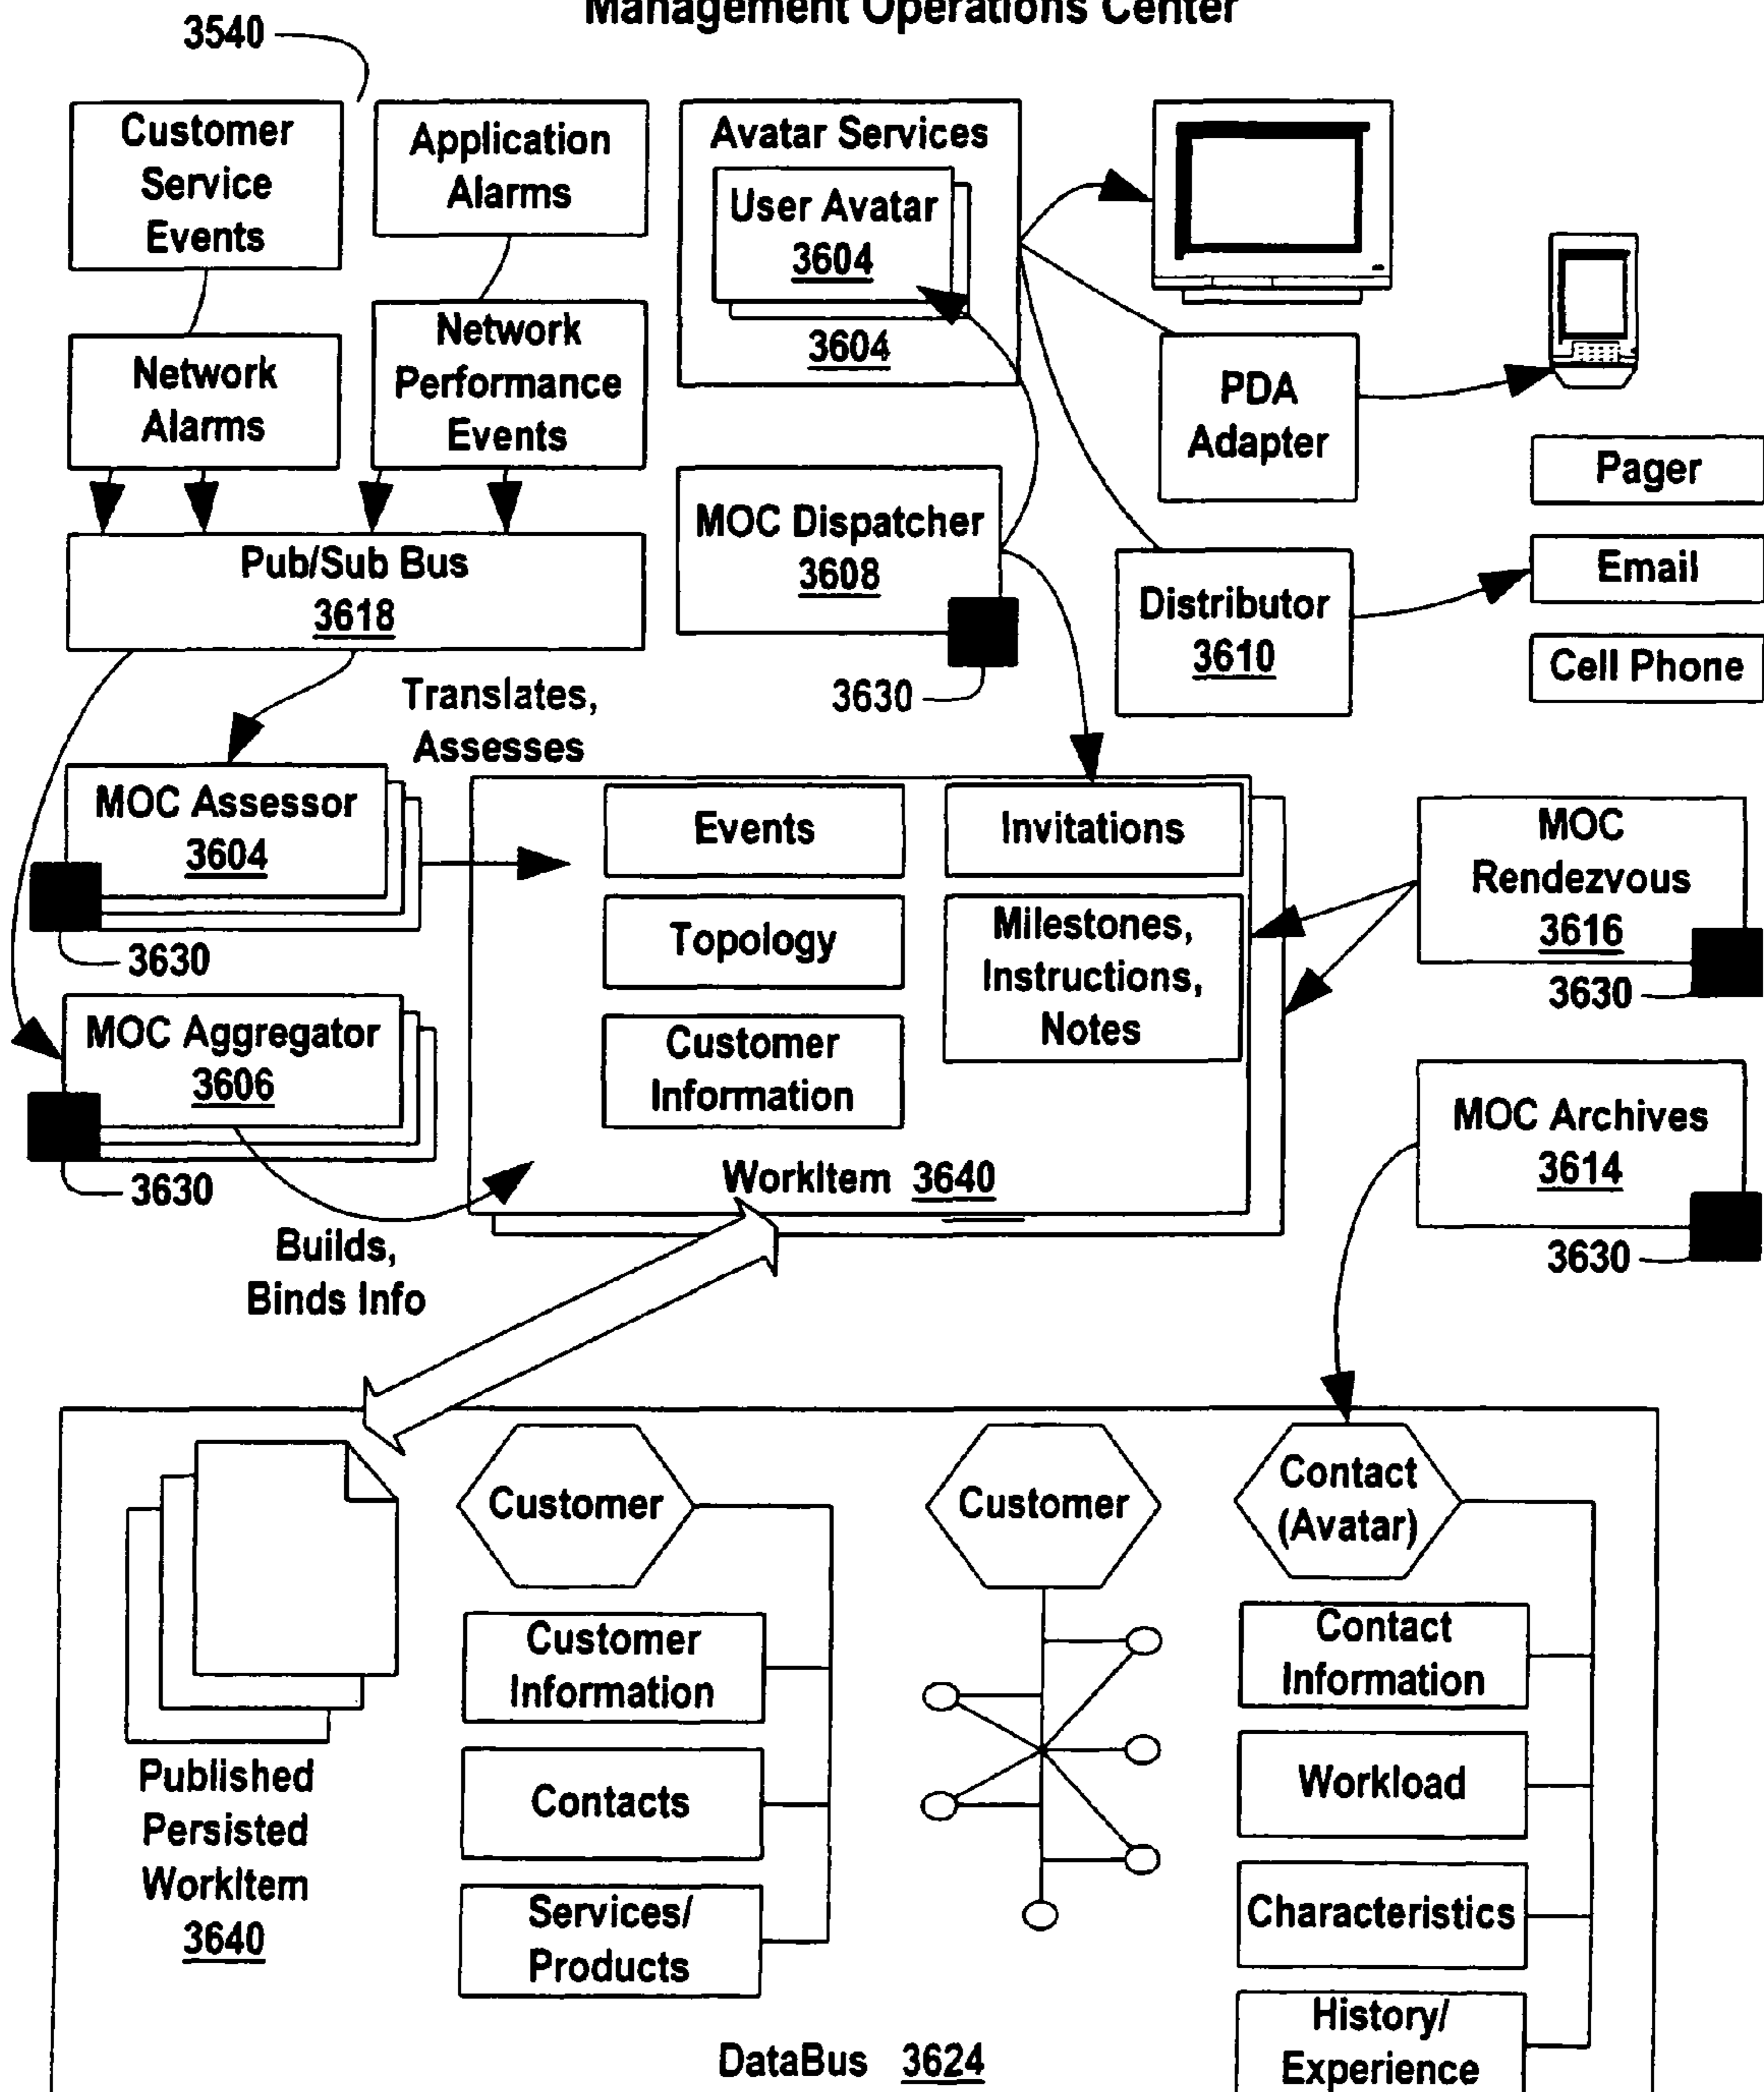 Management Operations Center
3540
Customer
Service
Events
Application
Alarms
Avatar Services
User Avatar
3604
3604
Network
Alarms
Network
Performance
Events
PDA
Adapter
Pager
Email
Cell Phone
Pub/Sub Bus
3618
MOC Dispatcher
3608
3630
Distributor
3610
Translates,
Assesses
MOC Assessor
3604
3630
MOC Aggregator
3606
3630
Builds,
Binds Info
Events
Topology
Customer
Information
Invitations
Milestones,
Instructions,
Notes
WorkItem 3640
MOC
Rendezvous
3616
3630
MOC Archives
3614
3630
Published
Persisted
WorkItem
3640
Customer
Customer
Information
Contacts
Services/
Products
Customer
Contact
(Avatar)
Contact
Information
Workload
Characteristics
History/
Experience
DataBus 3624